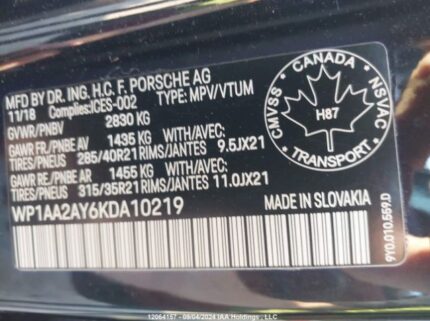 MFD BY DR. ING. H.C. F. PORSCHE AG
11/18 Complies:ICES-002 TYPE: MPV/VTUM
GVWR/PNBV 2830 KG
GAWR FR./PNBE AV 1435 KG WITH/AVEC:
TIRES/PNEUS 285/40R21 RIMS/JANTES 9.5JX21
GAWR RE./PNBE AR 1455 KG WITH/AVEC:
TIRES/PNEUS 315/35R21 RIMS/JANTES 11.0JX21
WP1AA2AY6KDA10219 MADE IN SLOVAKIA
CANADA
CMVSS
NSVAC
H87
TRANSPORT
9Y0.010.559.D
12064157 - 09/04/2024 IAA Holdings, LLC